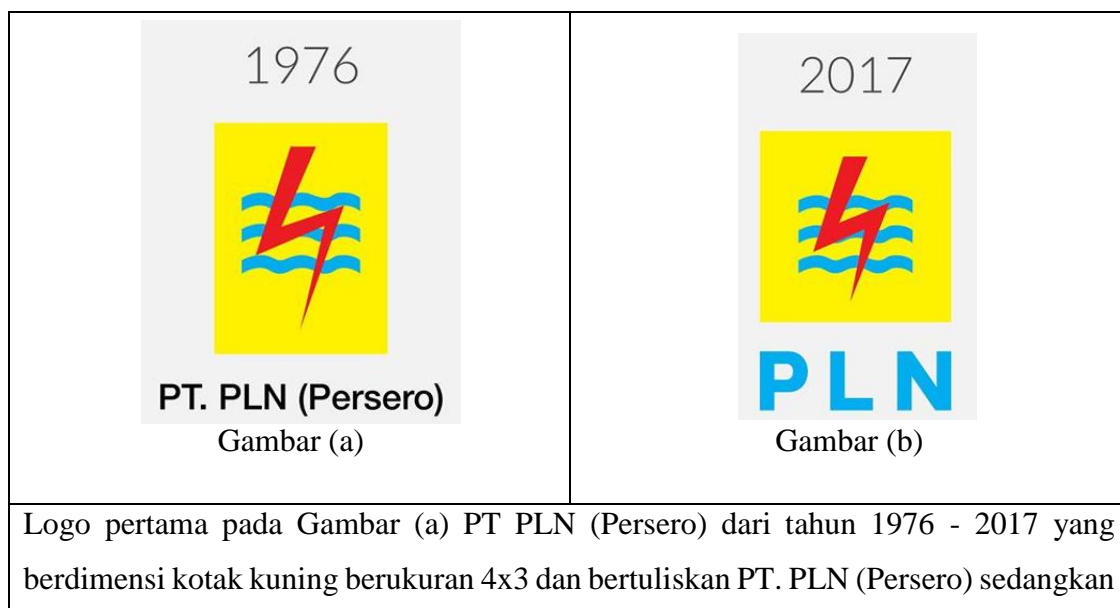 1976
PT. PLN (Persero)
Gambar (a)
2017
PLN
Gambar (b)
Logo pertama pada Gambar (a) PT PLN (Persero) dari tahun 1976 - 2017 yang
berdimensi kotak kuning berukuran 4x3 dan bertuliskan PT. PLN (Persero) sedangkan